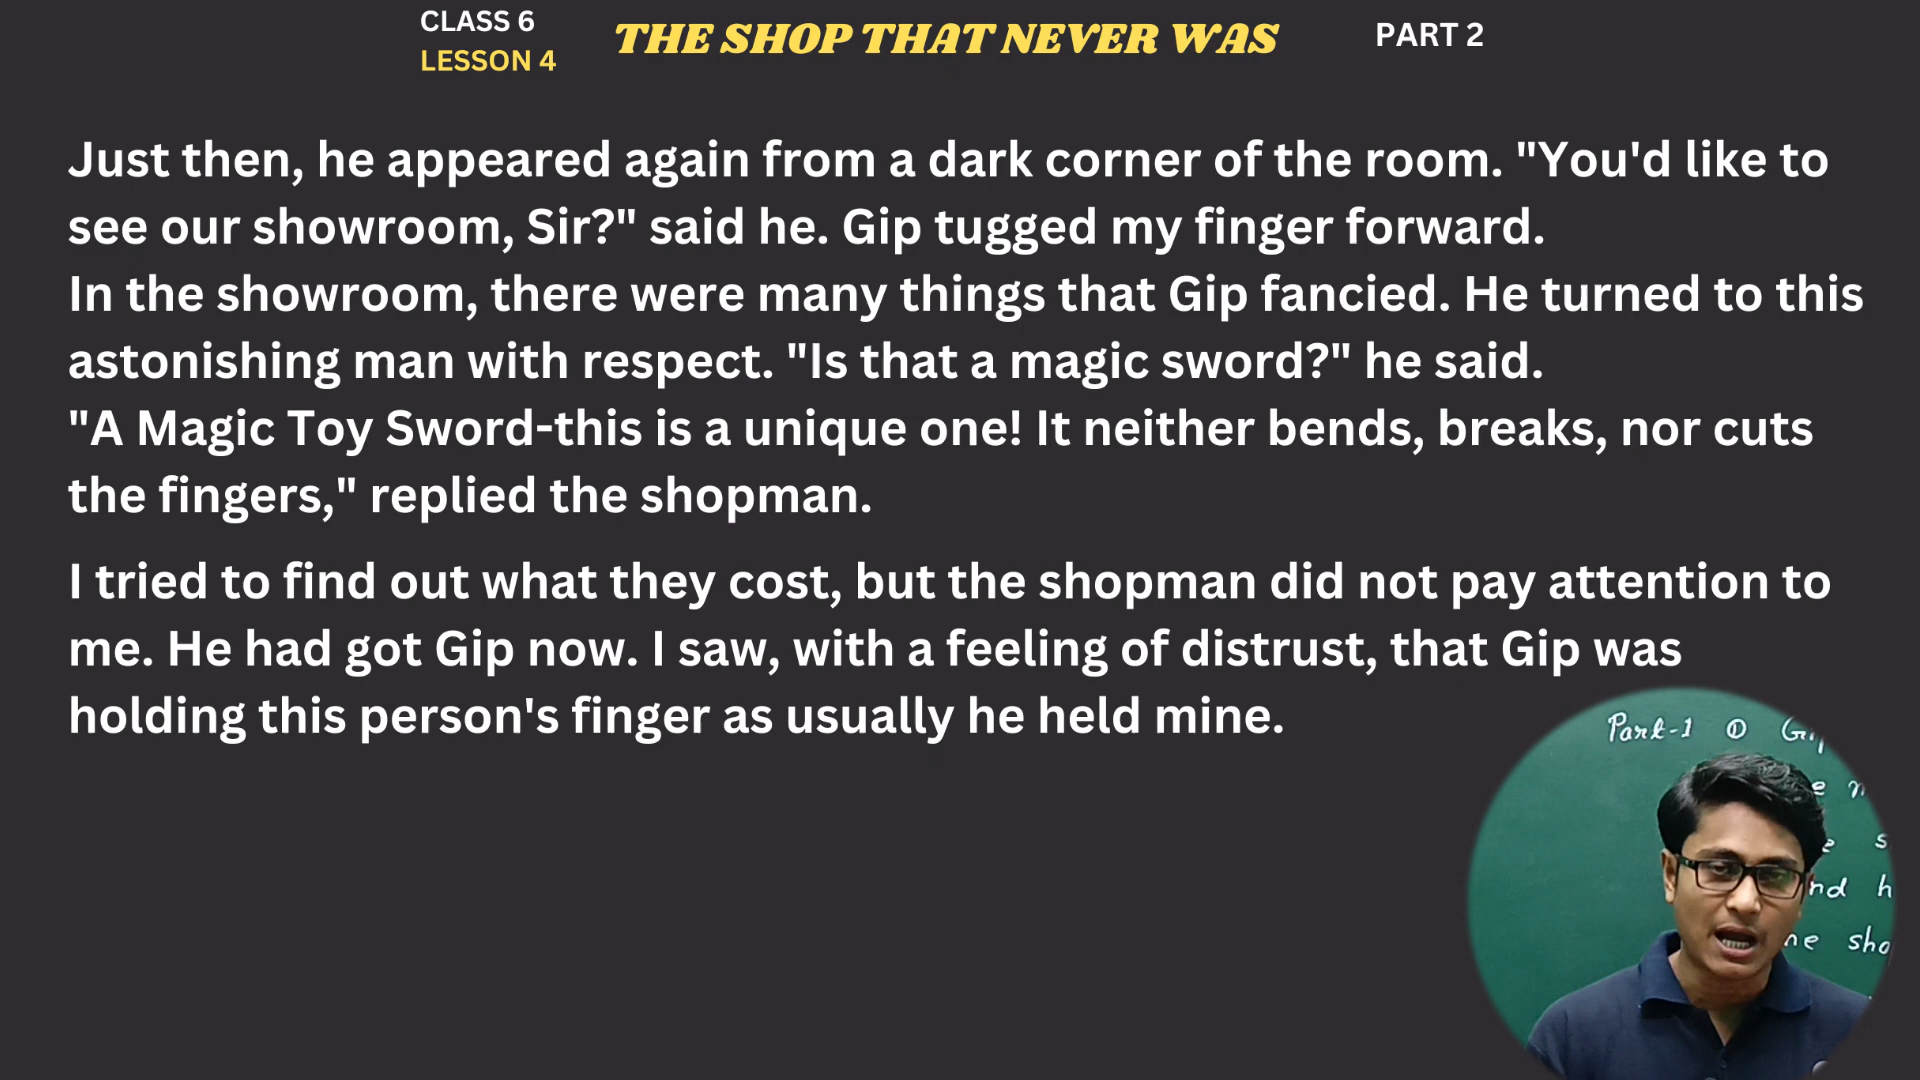 CLASS 6
LESSON 4
THE SHOP THAT NEVER WAS
PART 2
Just then, he appeared again from a dark corner of the room. "You'd like to
see our showroom, Sir?" said he. Gip tugged my finger forward.
In the showroom, there were many things that Gip fancied. He turned to this
astonishing man with respect. "Is that a magic sword?" he said.
"A Magic Toy Sword-this is a unique one! It neither bends, breaks, nor cuts
the fingers," replied the shopman.
I tried to find out what they cost, but the shopman did not pay attention to
me. He had got Gip now. I saw, with a feeling of distrust, that Gip was
holding this person's finger as usually he held mine.
Part-1 ①